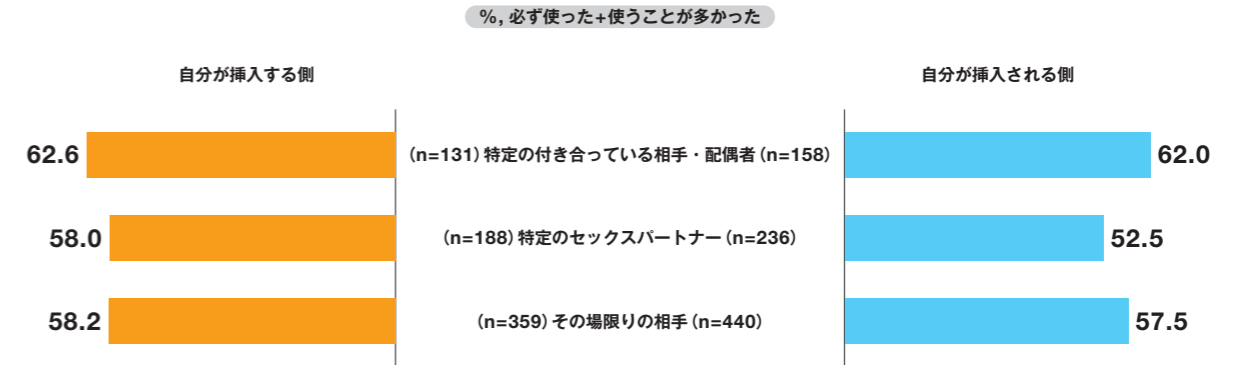 %, 必ず使った+使うことが多かった
自分が挿入する側
自分が挿入される側
62.6
(n=131)特定の付き合っている相手・配偶者(n=158)
62.0
58.0
(n=188)特定のセックスパートナー(n=236)
52.5
58.2
(n=359)その場限りの相手(n=440)
57.5